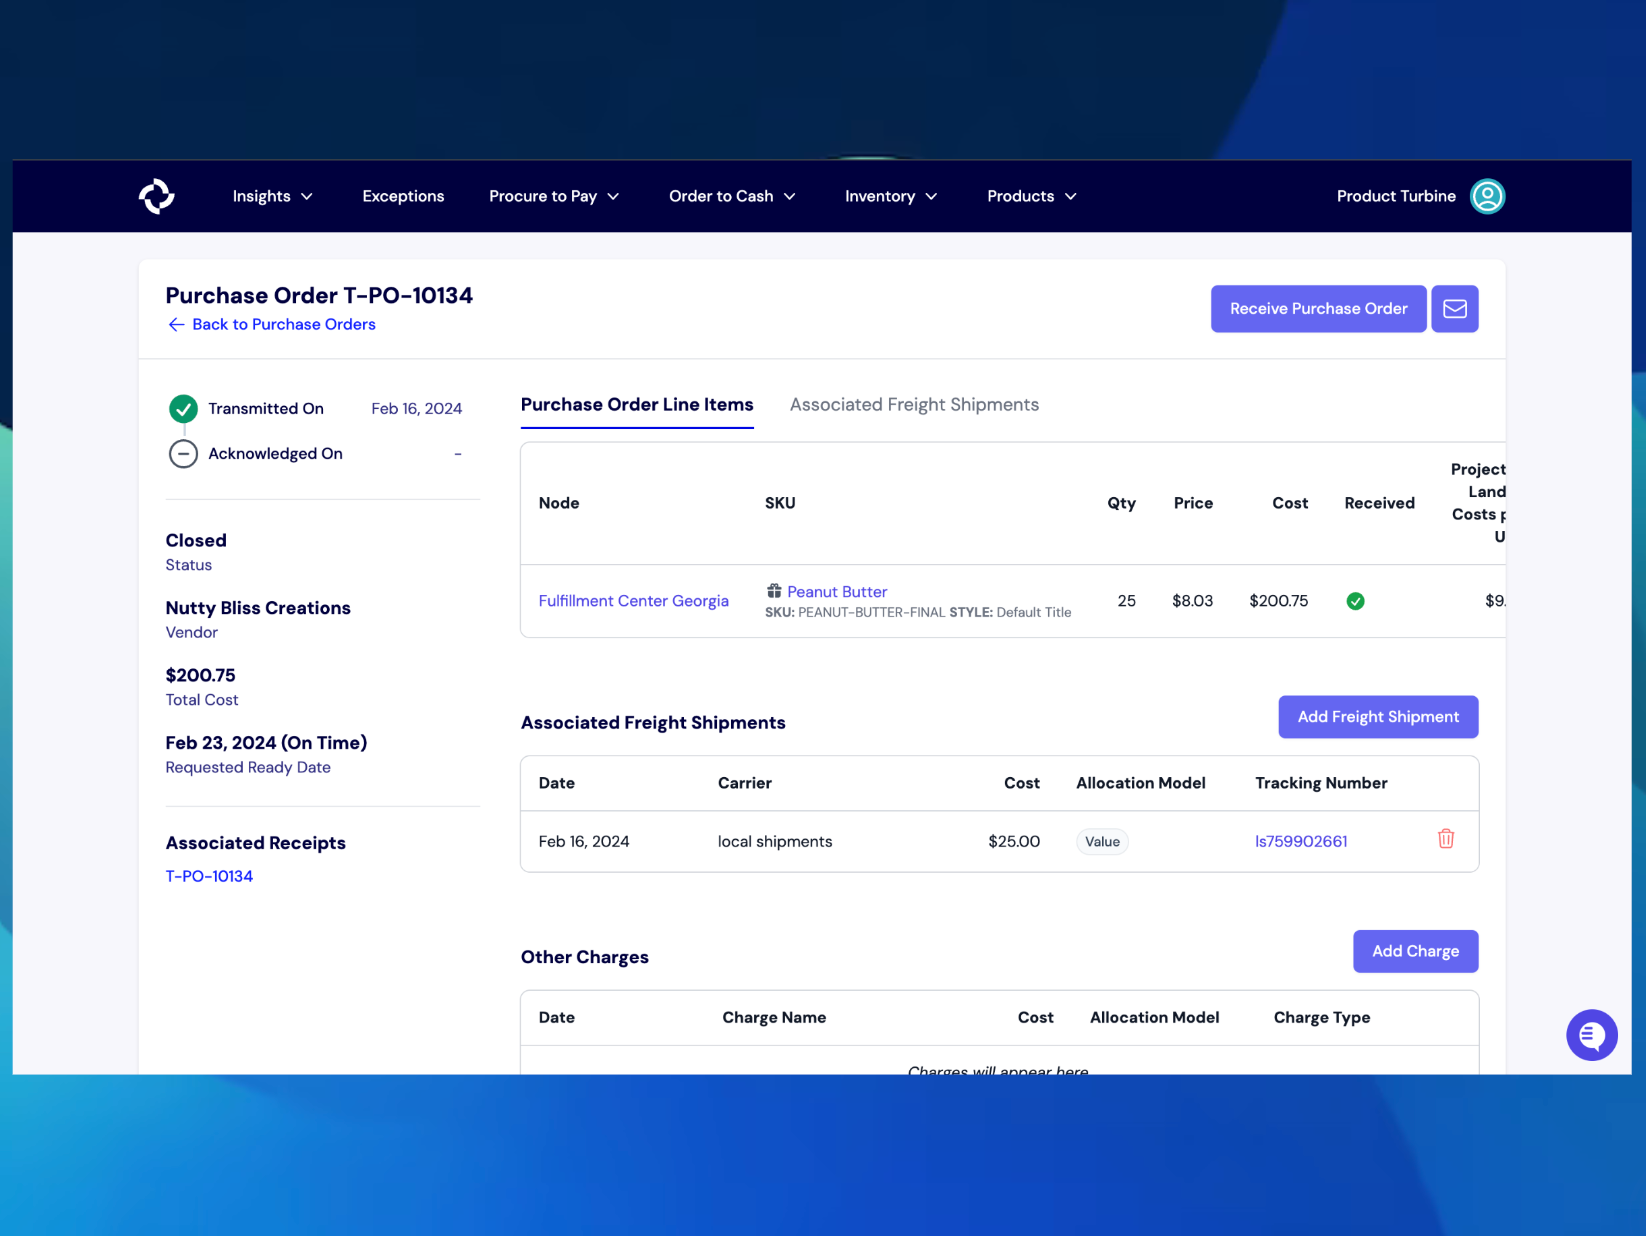 Insights
Exceptions
Procure to Pay
Order to Cash
Inventory
Products
Product Turbine
Purchase Order T-PO-10134
Back to Purchase Orders
Receive Purchase Order
Transmitted On Feb 16, 2024
Acknowledged On -
Closed
Status
Nutty Bliss Creations
Vendor
$200.75
Total Cost
Feb 23, 2024 (On Time)
Requested Ready Date
Associated Receipts
T-PO-10134
Purchase Order Line Items Associated Freight Shipments
Node SKU Qty Price Cost Received
Project
Land
Costs p
U
Fulfillment Center Georgia
Peanut Butter
SKU: PEANUT-BUTTER-FINAL STYLE: Default Title
25 $8.03 $200.75 $9.
Associated Freight Shipments
Add Freight Shipment
Date Carrier Cost Allocation Model Tracking Number
Feb 16, 2024 local shipments $25.00 Value ls759902661
Other Charges
Add Charge
Date Charge Name Cost Allocation Model Charge Type
Charges will appear here